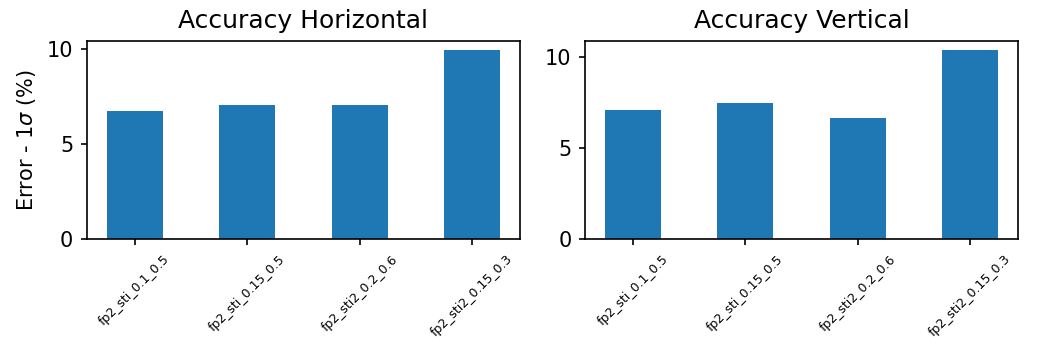 Accuracy Horizontal
Error - 1σ (%)
10
5
0
fp2_sti_0.1_0.5
fp2_sti_0.15_0.5
fp2_sti2_0.2_0.6
fp2_sti2_0.15_0.3
Accuracy Vertical
10
5
0
fp2_sti_0.1_0.5
fp2_sti_0.15_0.5
fp2_sti2_0.2_0.6
fp2_sti2_0.15_0.3